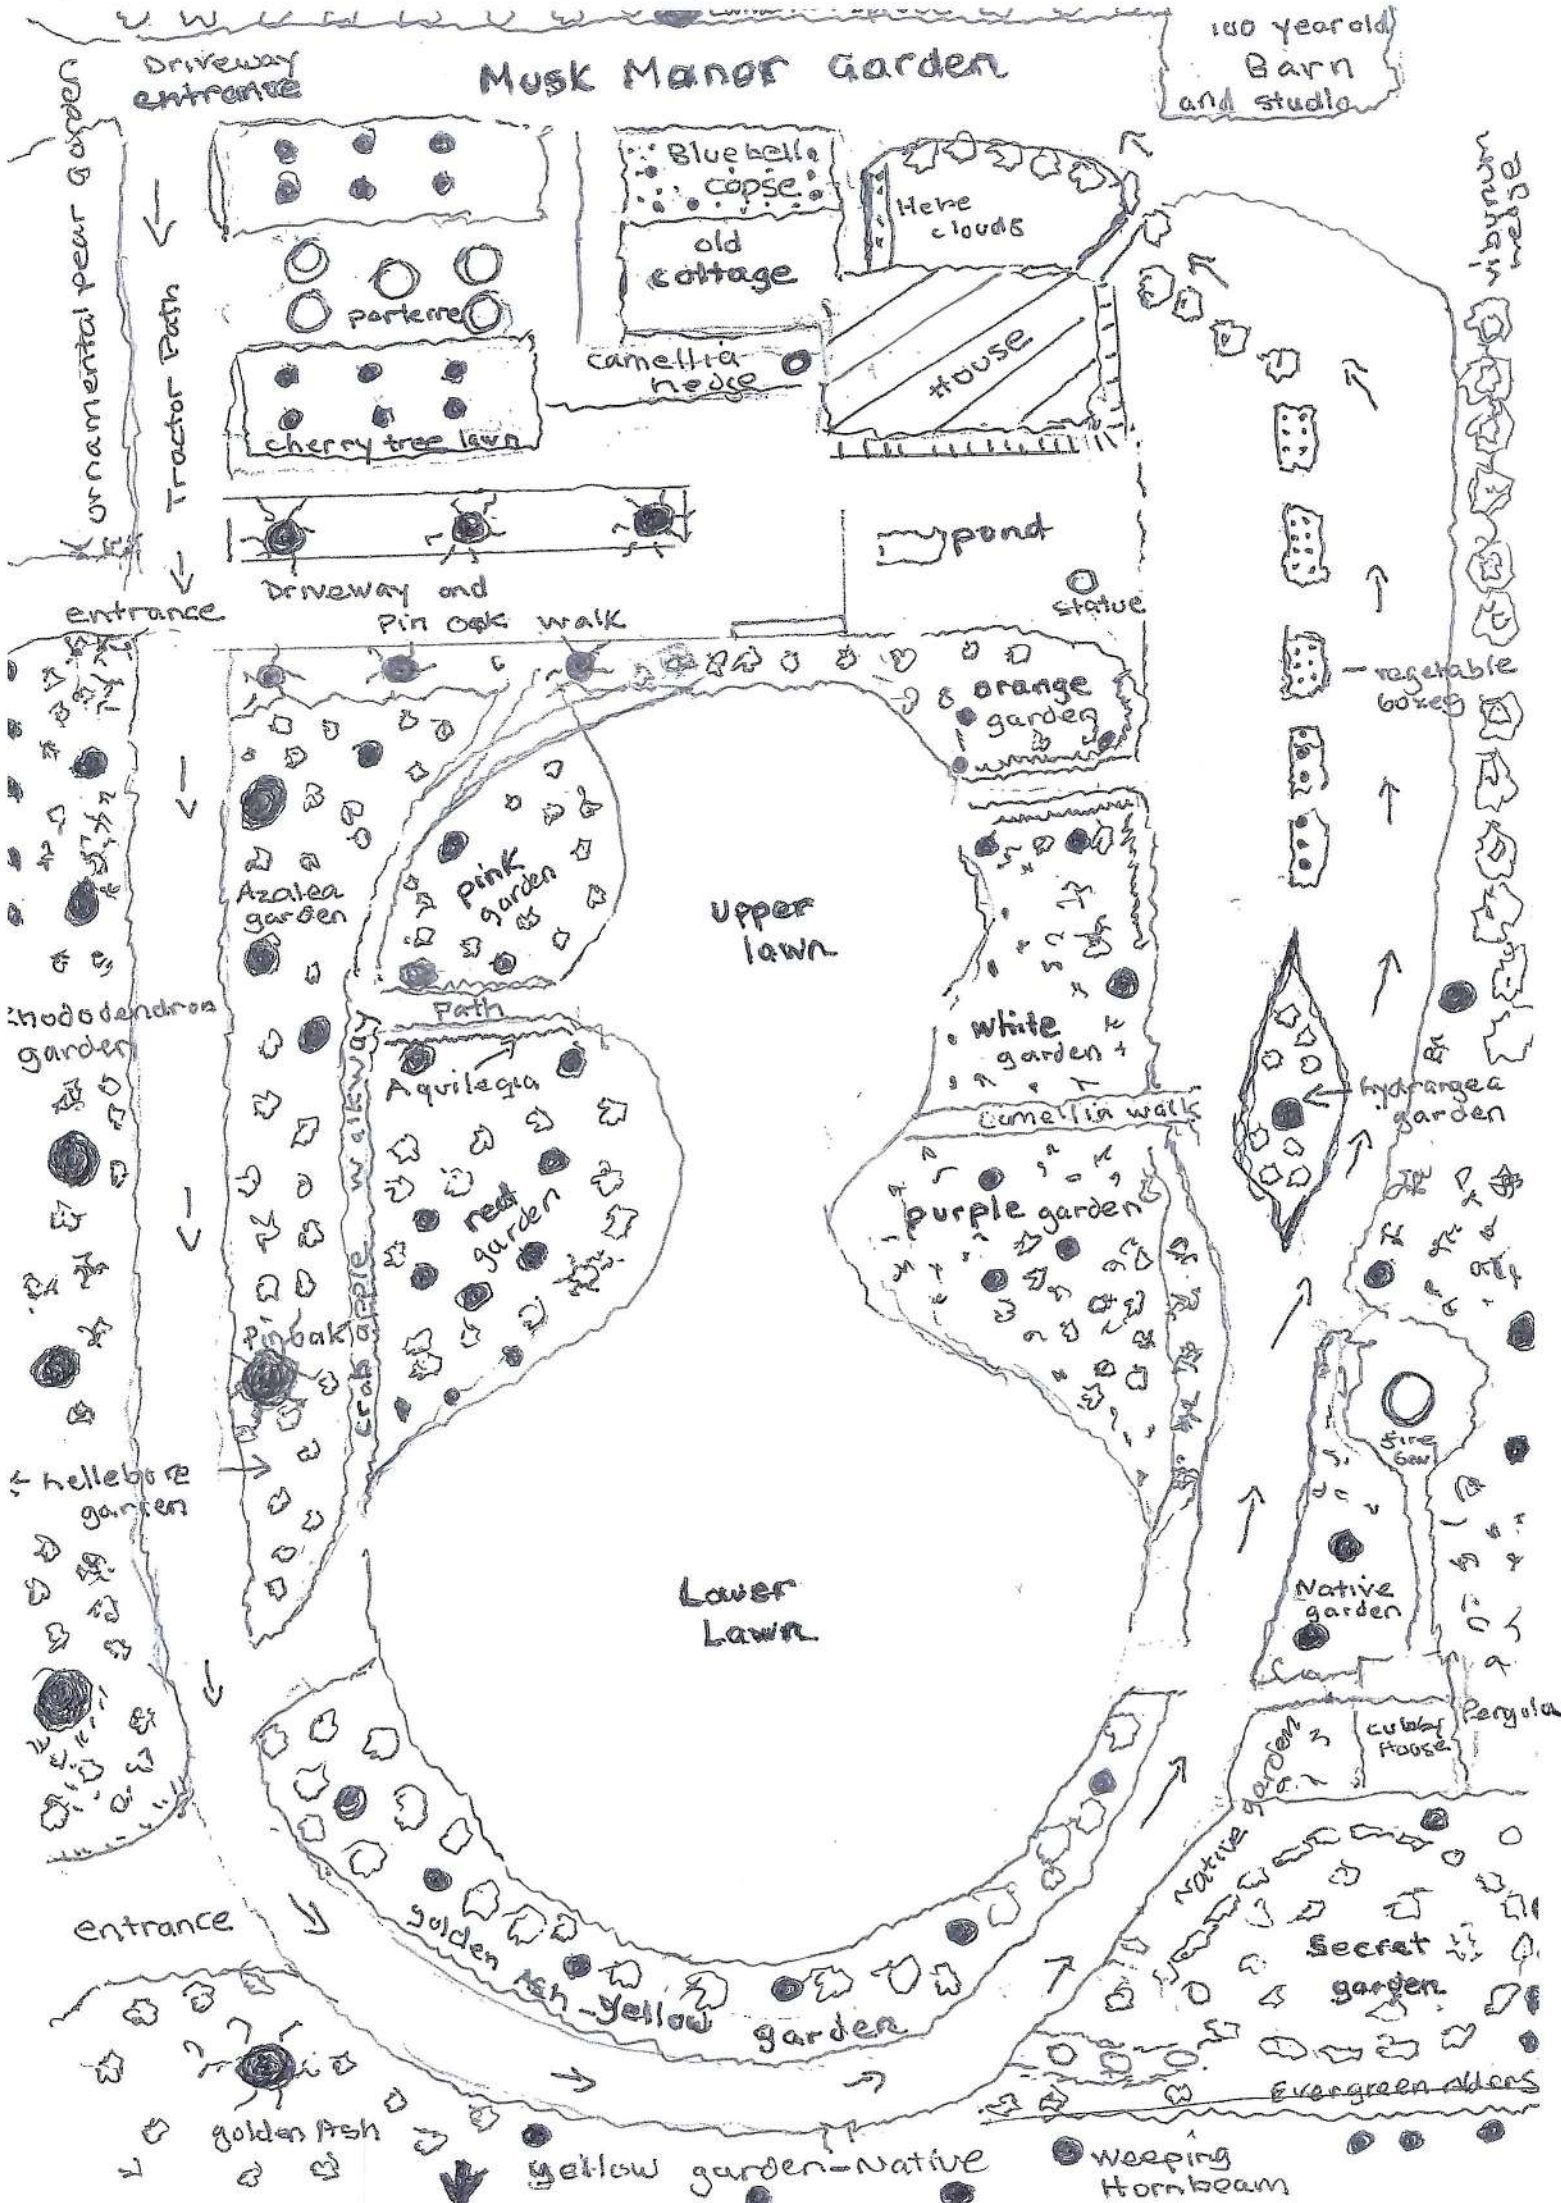 100 year old
Barn
and studio
Driveway
entrance
Musk Manor Garden
ornamental pear Garden
Tractor Path
Bluebell
copse
Here
clouds
old
cottage
parterre
camellia
hedge
House
cherry tree lawn
viburnum
hedge
pond
statue
Driveway and
Pin Oak walk
entrance
vegetable
boxes
orange
garden
Azalea
garden
pink
garden
Upper
lawn
Path
Aquilegia
white
garden
Camellia walk
hododendron
garden
hydrangea
garden
crab apple walkway
red
garden
purple garden
Pin oak
hellebore
garden
fire
Lower
Lawn
Native
garden
Pergola
cubby
House
Native garden
entrance
golden Ash-yellow garden
Secret
garden
Evergreen Alders
golden Ash
yellow garden-Native
Weeping
Hornbeam